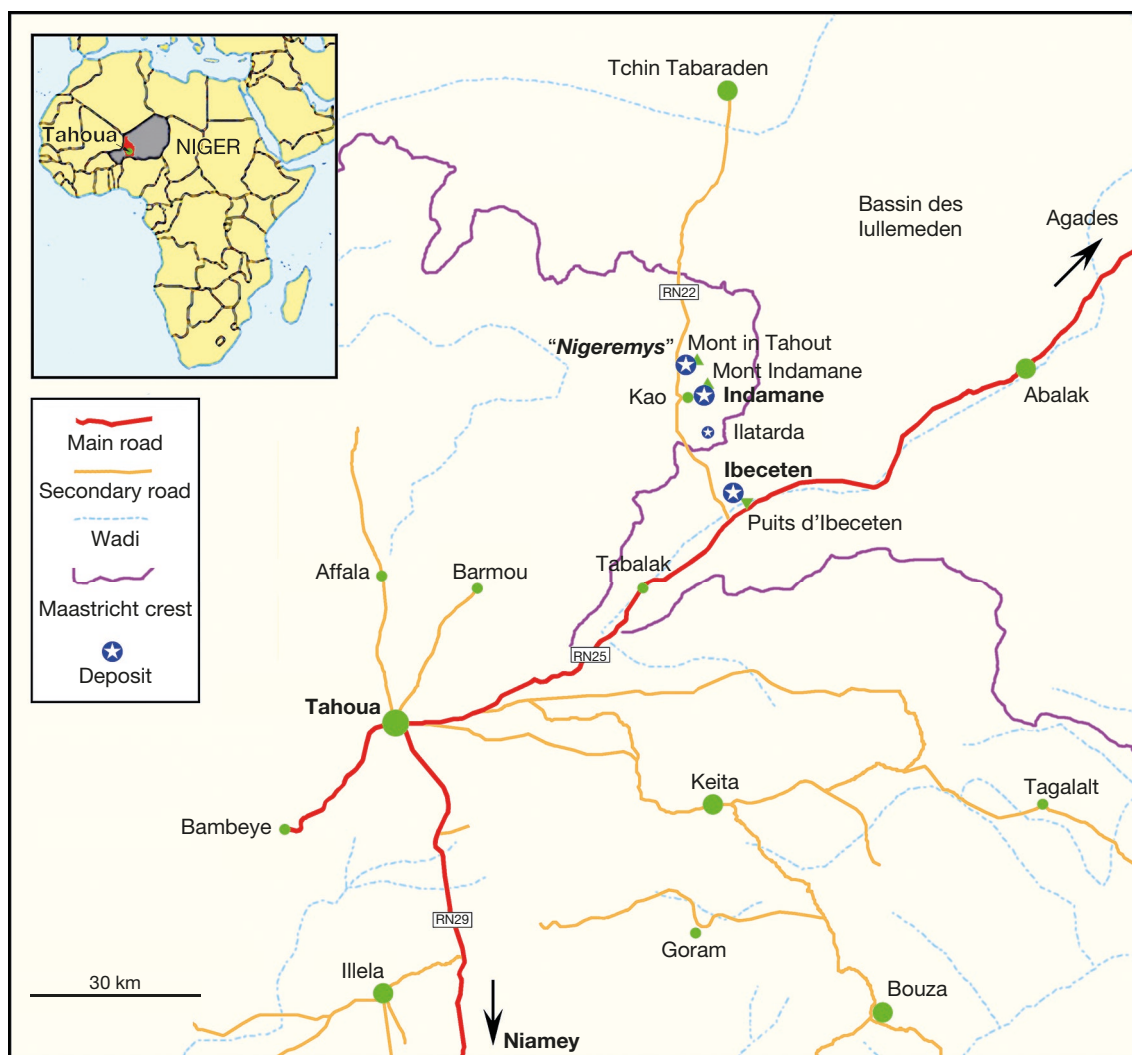 Tahoua
NIGER
Main road
Secondary road
Wadi
Maastricht crest
Deposit
Tchin Tabaraden
Bassin des
Iullemeden
Agades
RN22
“Nigeremys”
Mont in Tahout
Mont Indamane
Kao
Indamane
Abalak
Ilatarda
Ibeceten
Puits d’Ibeceten
Affala
Barmou
Tabalak
RN25
Tahoua
Keita
Tagalalt
Bambeye
RN29
Goram
Illela
30 km
Bouza
Niamey